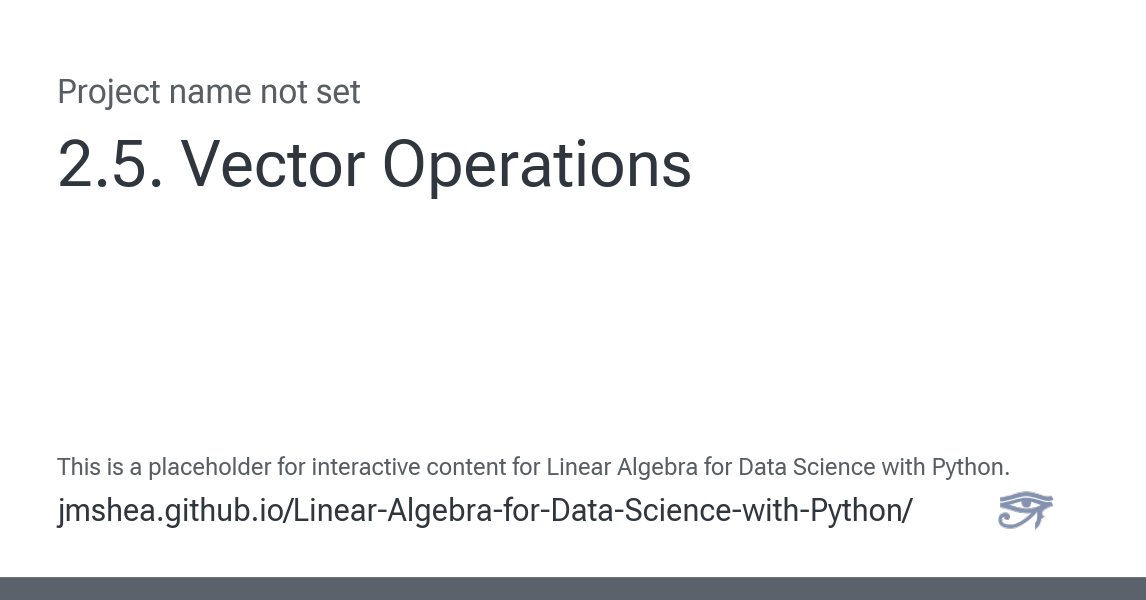 Project name not set
2.5. Vector Operations
This is a placeholder for interactive content for Linear Algebra for Data Science with Python.
jmshea.github.io/Linear-Algebra-for-Data-Science-with-Python/